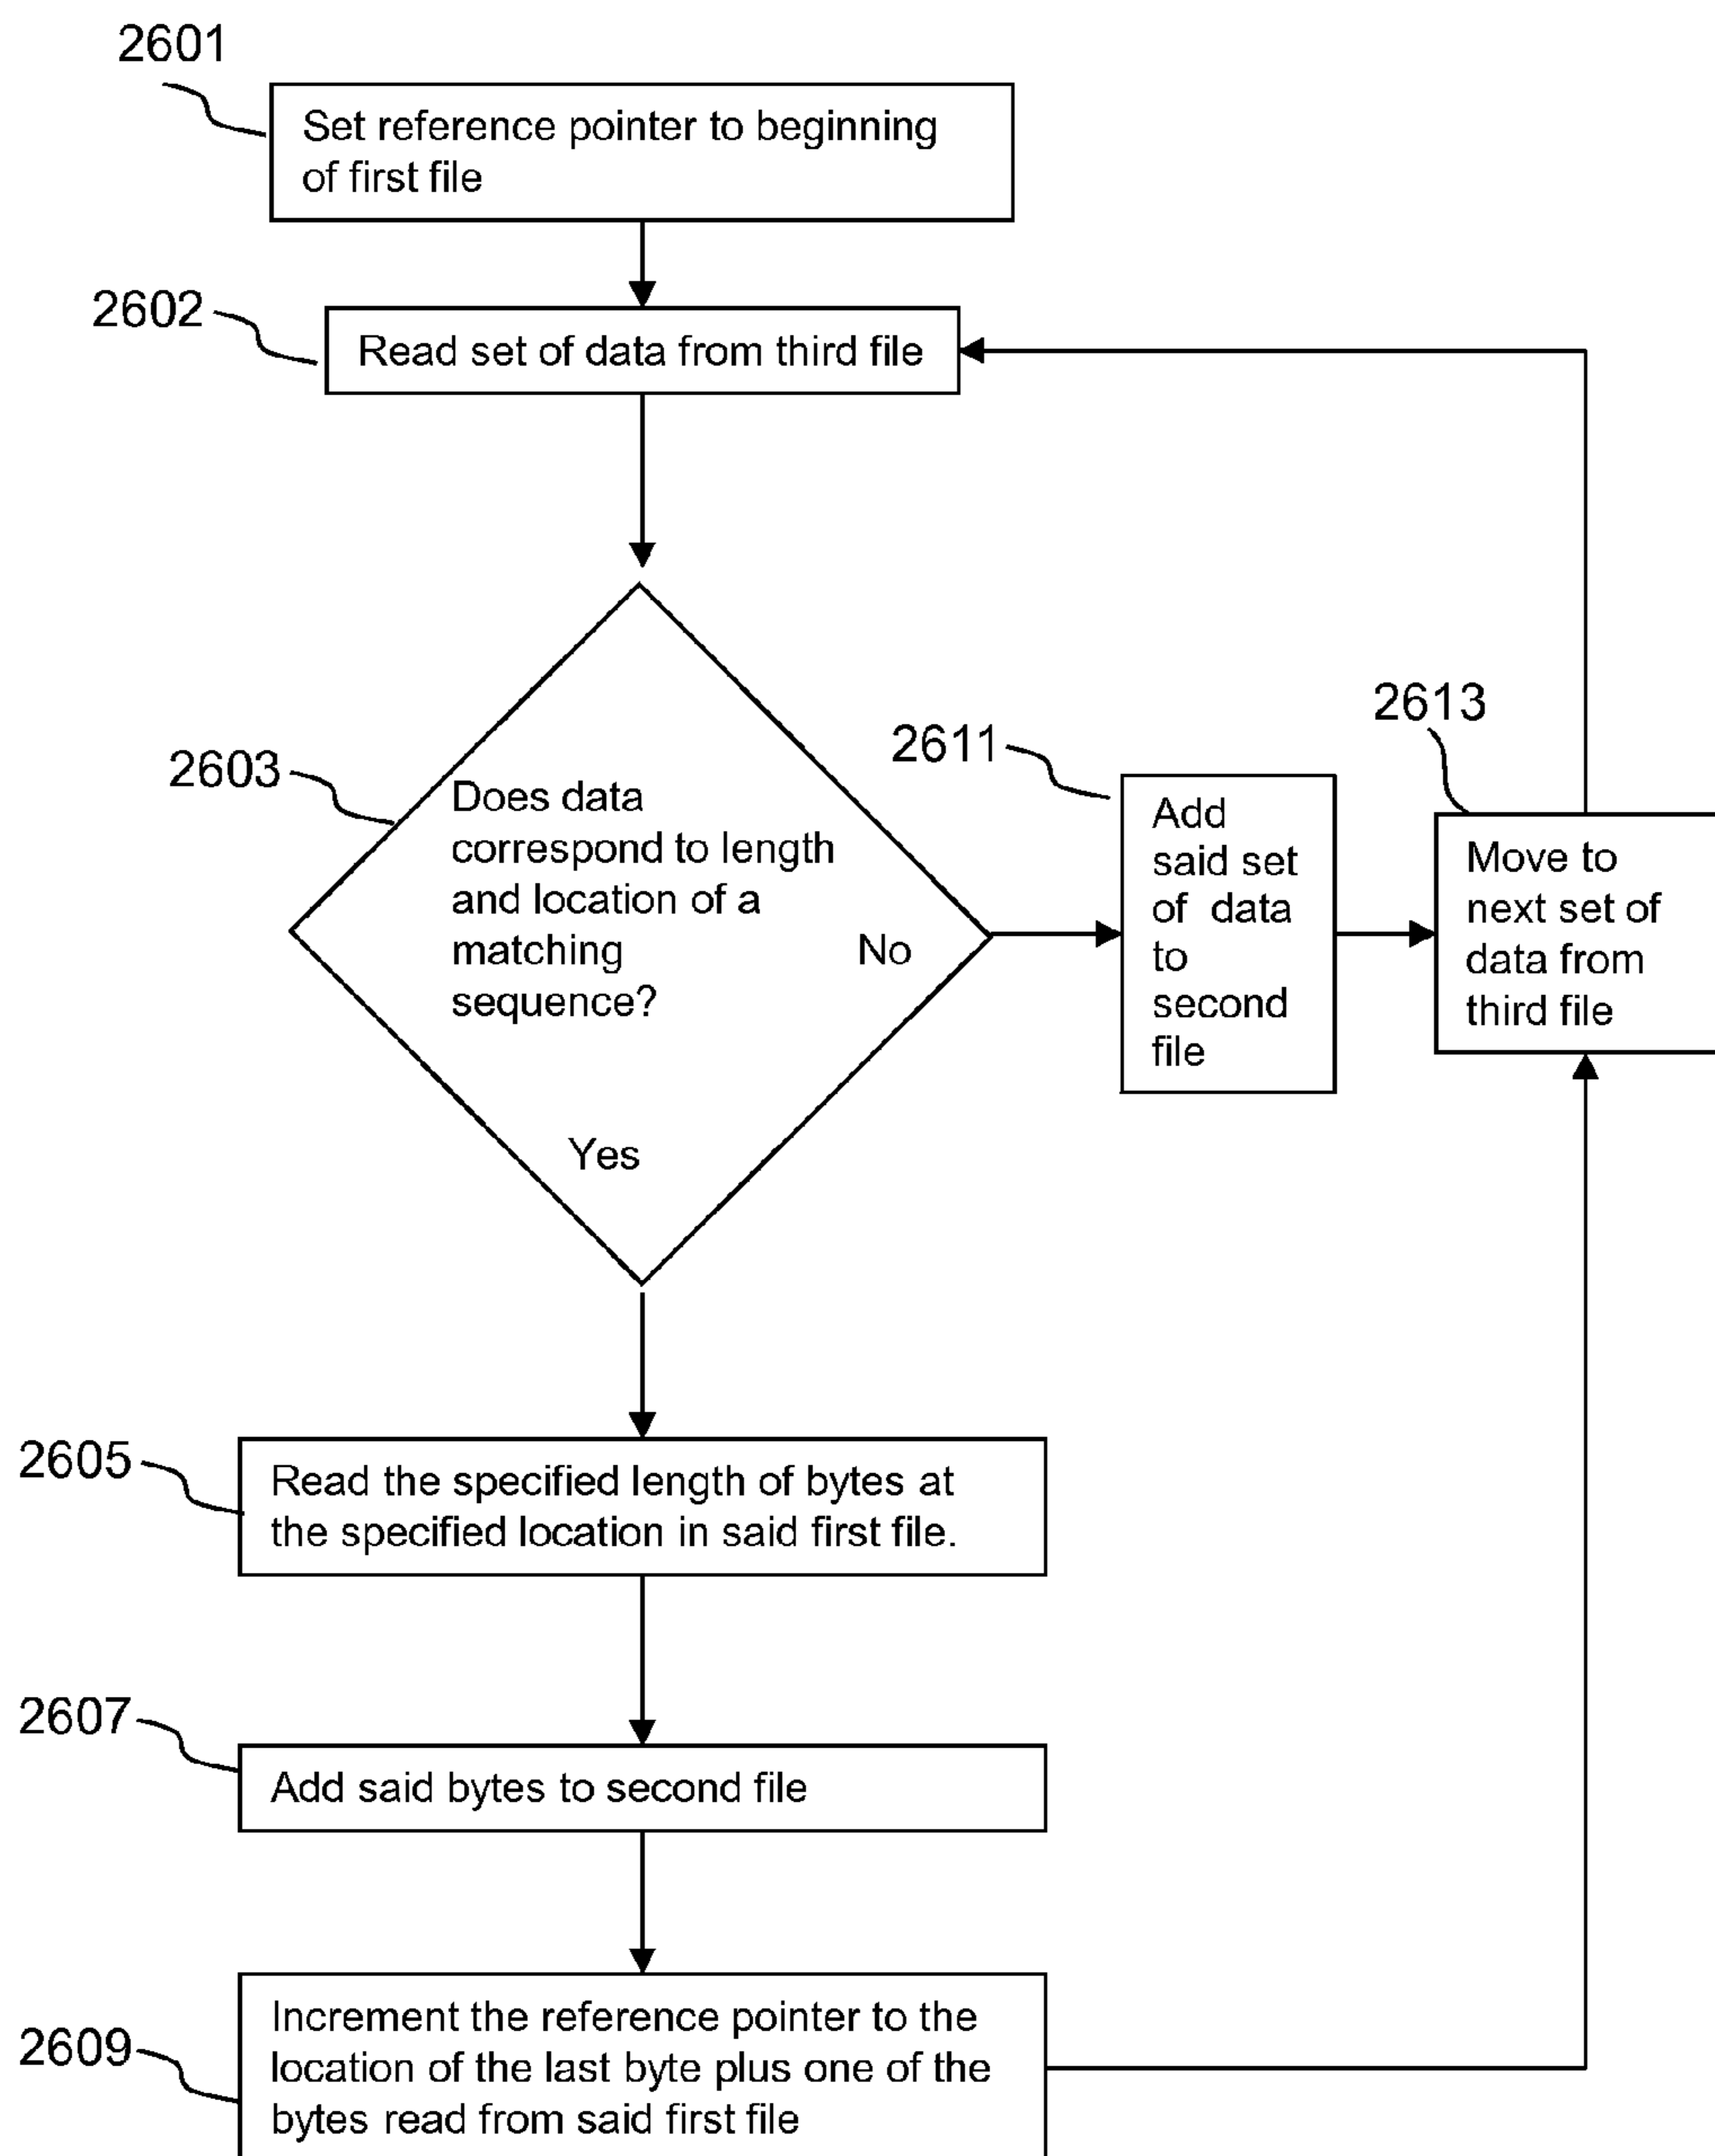 2601
Set reference pointer to beginning
of first file
2602
Read set of data from third file
2603
Does data
correspond to length
and location of a
matching
sequence?
No
Yes
2611
Add
said set
of data
to
second
file
2613
Move to
next set of
data from
third file
2605
Read the specified length of bytes at
the specified location in said first file.
2607
Add said bytes to second file
2609
Increment the reference pointer to the
location of the last byte plus one of the
bytes read from said first file